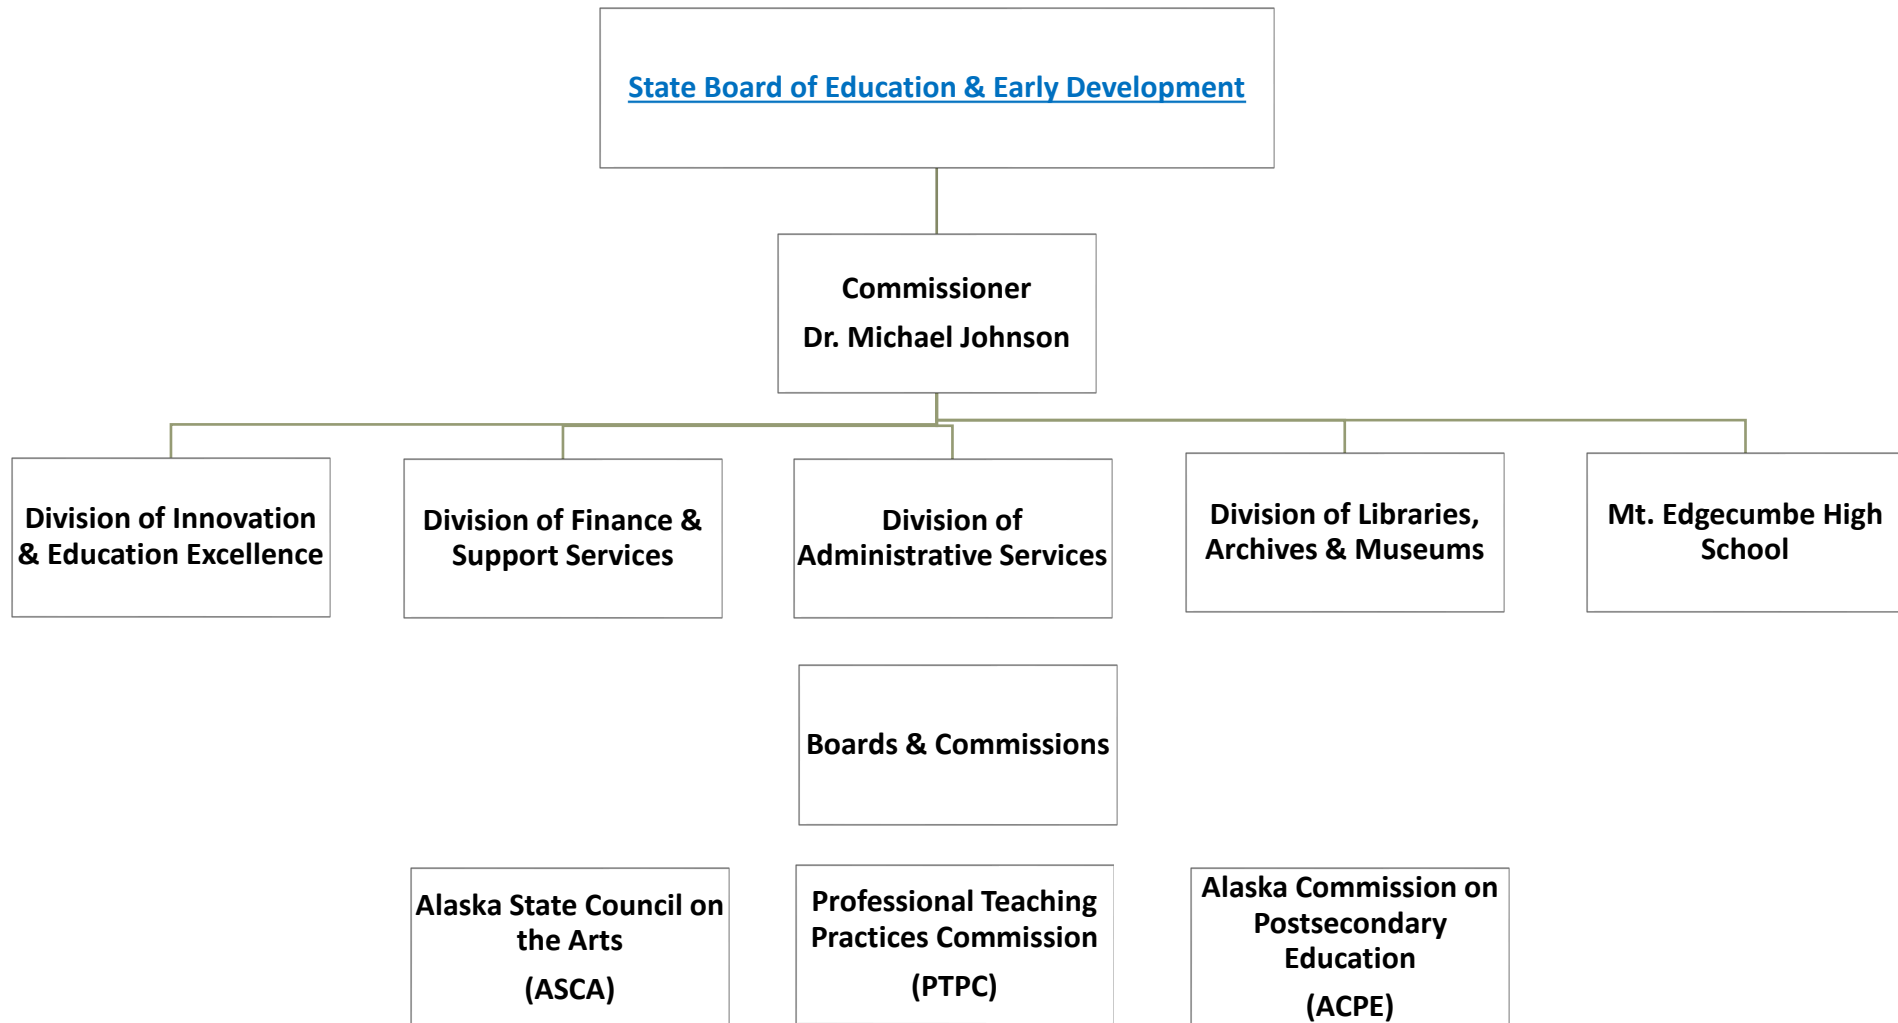 State Board of Education & Early Development
Commissioner
Dr. Michael Johnson
Division of Innovation
& Education Excellence
Division of Finance &
Support Services
Division of
Administrative Services
Division of Libraries,
Archives & Museums
Mt. Edgecumbe High
School
Boards & Commissions
Alaska State Council on
the Arts
(ASCA)
Professional Teaching
Practices Commission
(PTPC)
Alaska Commission on
Postsecondary
Education
(ACPE)